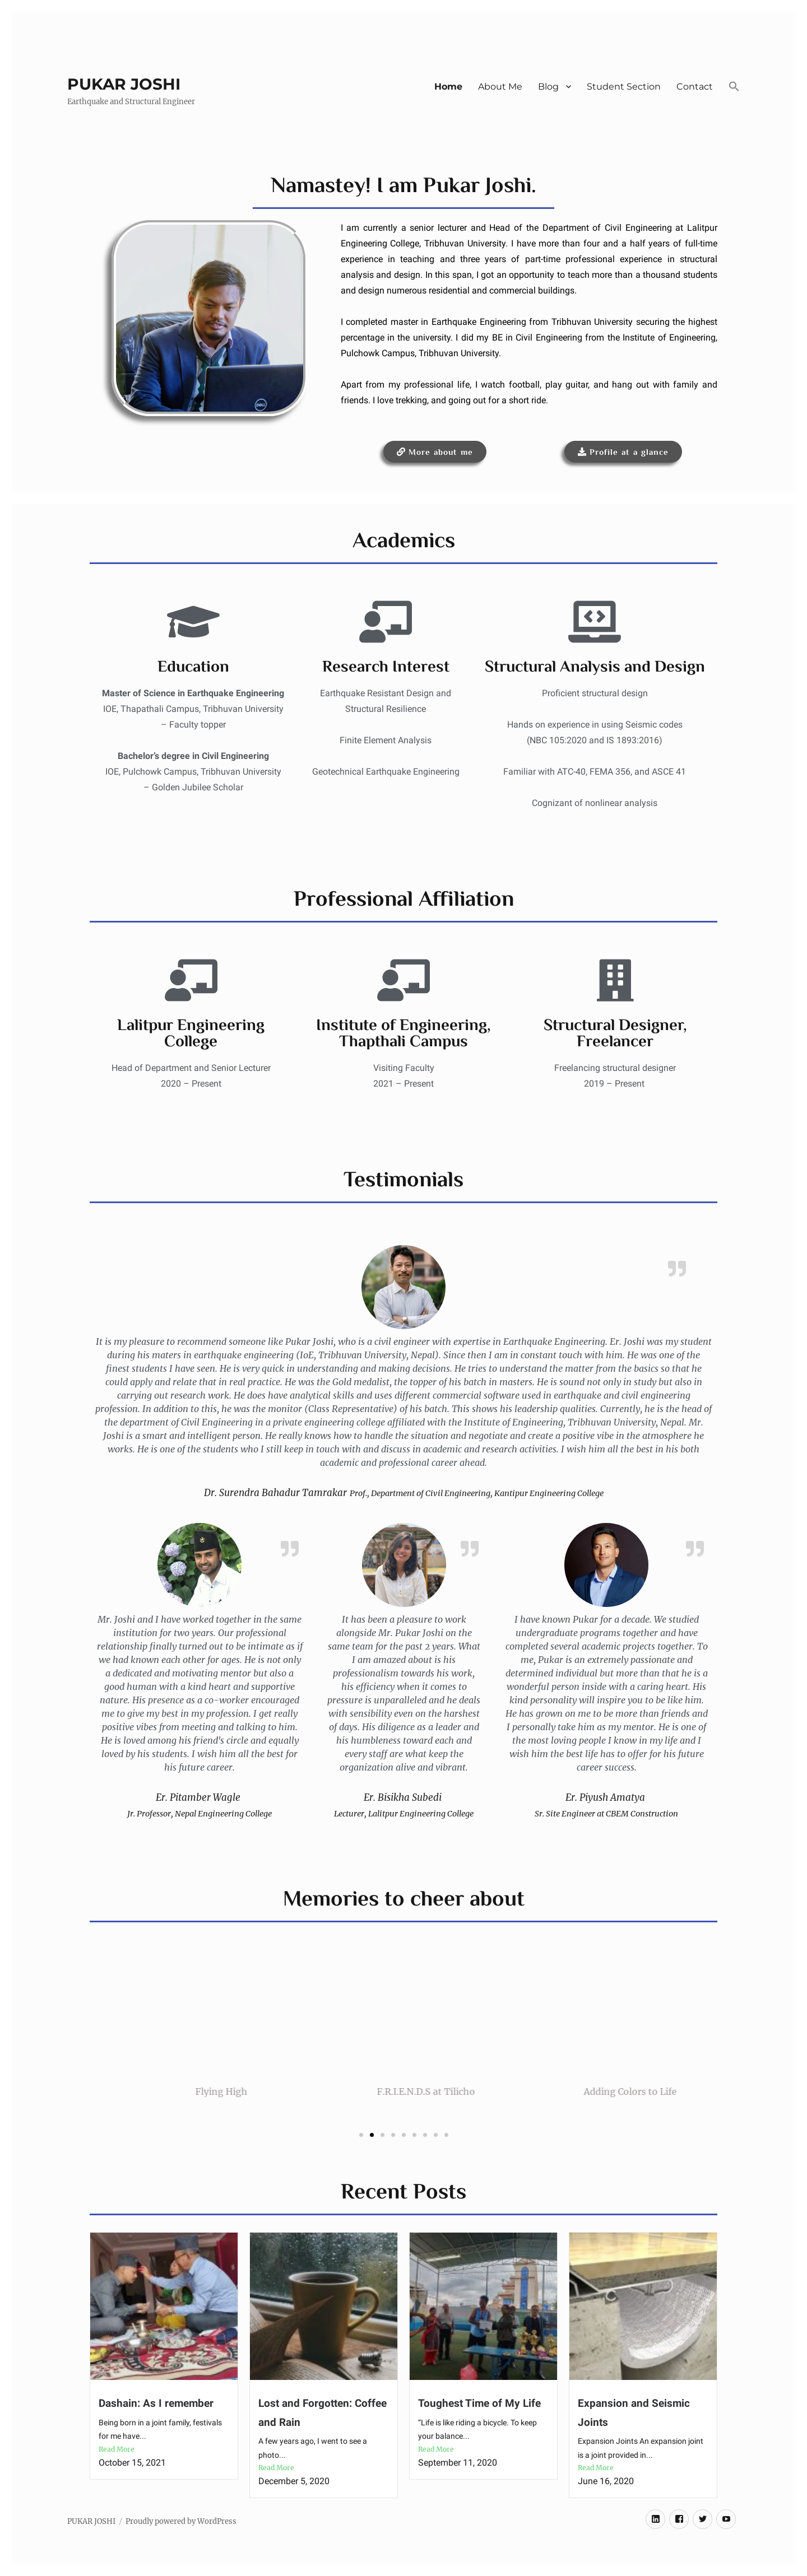 PUKAR JOSHI
Earthquake and Structural Engineer
Home
About Me
Blog
Student Section
Contact
Namastey! I am Pukar Joshi.
I am currently a senior lecturer and Head of the Department of Civil Engineering at Lalitpur
Engineering College, Tribhuvan University. I have more than four and a half years of full-time
experience in teaching and three years of part-time professional experience in structural
analysis and design. In this span, I got an opportunity to teach more than a thousand students
and design numerous residential and commercial buildings.
I completed master in Earthquake Engineering from Tribhuvan University securing the highest
percentage in the university. I did my BE in Civil Engineering from the Institute of Engineering,
Pulchowk Campus, Tribhuvan University.
Apart from my professional life, I watch football, play guitar, and hang out with family and
friends. I love trekking, and going out for a short ride.
More about me
Profile at a glance
Academics
Education
Master of Science in Earthquake Engineering
IOE, Thapathali Campus, Tribhuvan University
– Faculty topper
Bachelor's degree in Civil Engineering
IOE, Pulchowk Campus, Tribhuvan University
– Golden Jubilee Scholar
Research Interest
Earthquake Resistant Design and
Structural Resilience
Finite Element Analysis
Geotechnical Earthquake Engineering
Structural Analysis and Design
Proficient structural design
Hands on experience in using Seismic codes
(NBC 105:2020 and IS 1893:2016)
Familiar with ATC-40, FEMA 356, and ASCE 41
Cognizant of nonlinear analysis
Professional Affiliation
Lalitpur Engineering
College
Head of Department and Senior Lecturer
2020 – Present
Institute of Engineering,
Thapthali Campus
Visiting Faculty
2021 – Present
Structural Designer,
Freelancer
Freelancing structural designer
2019 – Present
Testimonials
It is my pleasure to recommend someone like Pukar Joshi, who is a civil engineer with expertise in Earthquake Engineering. Er. Joshi was my student
during his maters in earthquake engineering (IoE, Tribhuvan University, Nepal). Since then I am in constant touch with him. He was one of the
finest students I have seen. He is very quick in understanding and making decisions. He tries to understand the matter from the basics so that he
could apply and relate that in real practice. He was the Gold medalist, the topper of his batch in masters. He is sound not only in study but also in
carrying out research work. He does have analytical skills and uses different commercial software used in earthquake and civil engineering
profession. In addition to this, he was the monitor (Class Representative) of his batch. This shows his leadership qualities. Currently, he is the head of
the department of Civil Engineering in a private engineering college affiliated with the Institute of Engineering, Tribhuvan University, Nepal. Mr.
Joshi is a smart and intelligent person. He really knows how to handle the situation and negotiate and create a positive vibe in the atmosphere he
works. He is one of the students who I still keep in touch with and discuss in academic and research activities. I wish him all the best in his both
academic and professional career ahead.
Dr. Surendra Bahadur Tamrakar Prof., Department of Civil Engineering, Kantipur Engineering College
Mr. Joshi and I have worked together in the same
institution for two years. Our professional
relationship finally turned out to be intimate as if
we had known each other for ages. He is not only
a dedicated and motivating mentor but also a
good human with a kind heart and supportive
nature. His presence as a co-worker encouraged
me to give my best in my profession. I get really
positive vibes from meeting and talking to him.
He is loved among his friend's circle and equally
loved by his students. I wish him all the best for
his future career.
Er. Pitamber Wagle
Jr. Professor, Nepal Engineering College
It has been a pleasure to work
alongside Mr. Pukar Joshi on the
same team for the past 2 years. What
I am amazed about is his
professionalism towards his work,
his efficiency when it comes to
pressure is unparalleled and he deals
with sensibility even on the harshest
of days. His diligence as a leader and
his humbleness toward each and
every staff are what keep the
organization alive and vibrant.
Er. Bisikha Subedi
Lecturer, Lalitpur Engineering College
I have known Pukar for a decade. We studied
undergraduate programs together and have
completed several academic projects together. To
me, Pukar is an extremely passionate and
determined individual but more than that he is a
wonderful person inside with a caring heart. His
kind personality will inspire you to be like him.
He has grown on me to be more than friends and
I personally take him as my mentor. He is one of
the most loving people I know in my life and I
wish him the best life has to offer for his future
career success.
Er. Piyush Amatya
Sr. Site Engineer at CBEM Construction
Memories to cheer about
Flying High
F.R.I.E.N.D.S at Tilicho
Adding Colors to Life
Recent Posts
Dashain: As I remember
Being born in a joint family, festivals
for me have...
Read More
October 15, 2021
Lost and Forgotten: Coffee
and Rain
A few years ago, I went to see a
photo...
Read More
December 5, 2020
Toughest Time of My Life
"Life is like riding a bicycle. To keep
your balance...
Read More
September 11, 2020
Expansion and Seismic
Joints
Expansion Joints An expansion joint
is a joint provided in...
Read More
June 16, 2020
PUKAR JOSHI / Proudly powered by WordPress